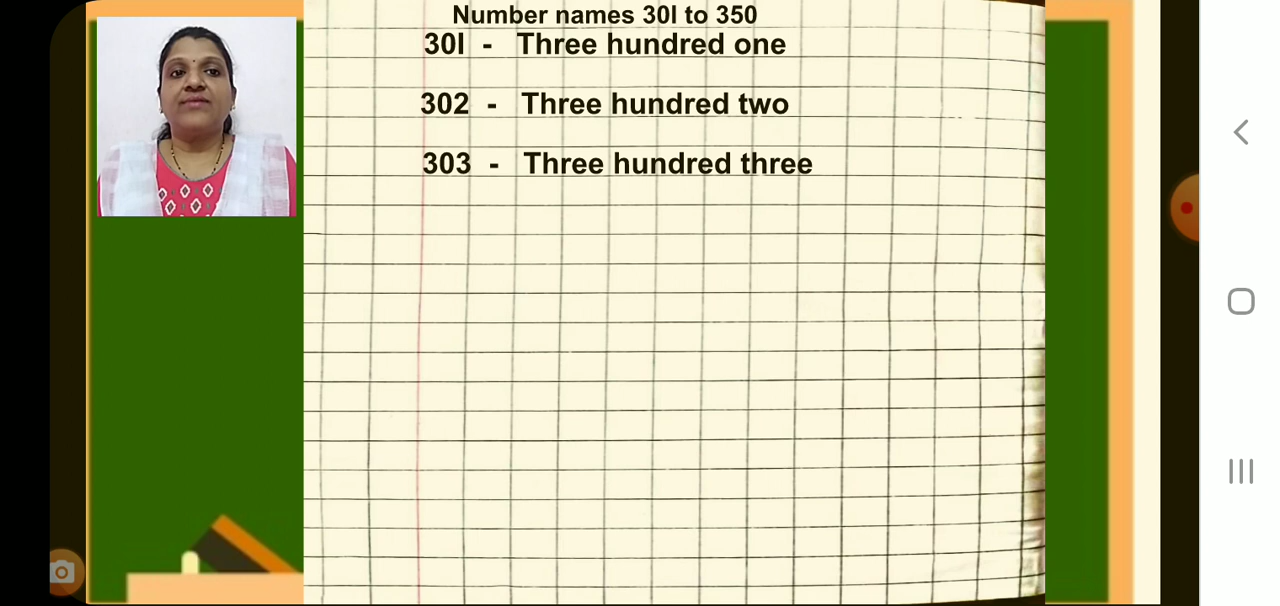 Number names 30l to 350
30l - Three hundred one
302 - Three hundred two
303 - Three hundred three